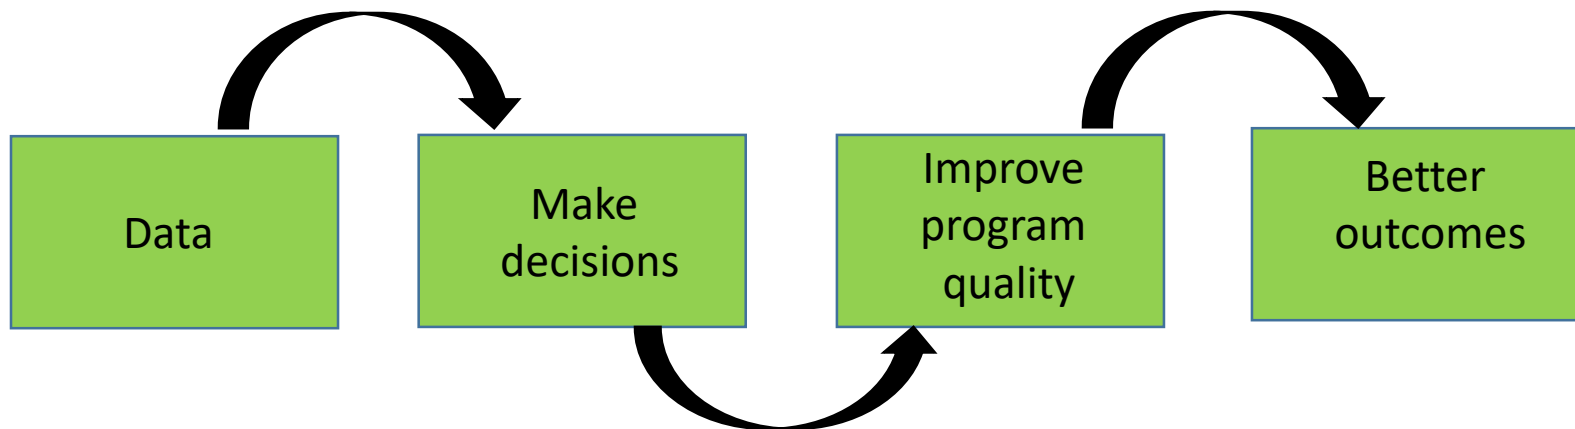 Data
Make
decisions
Improve
program
quality
Better
outcomes